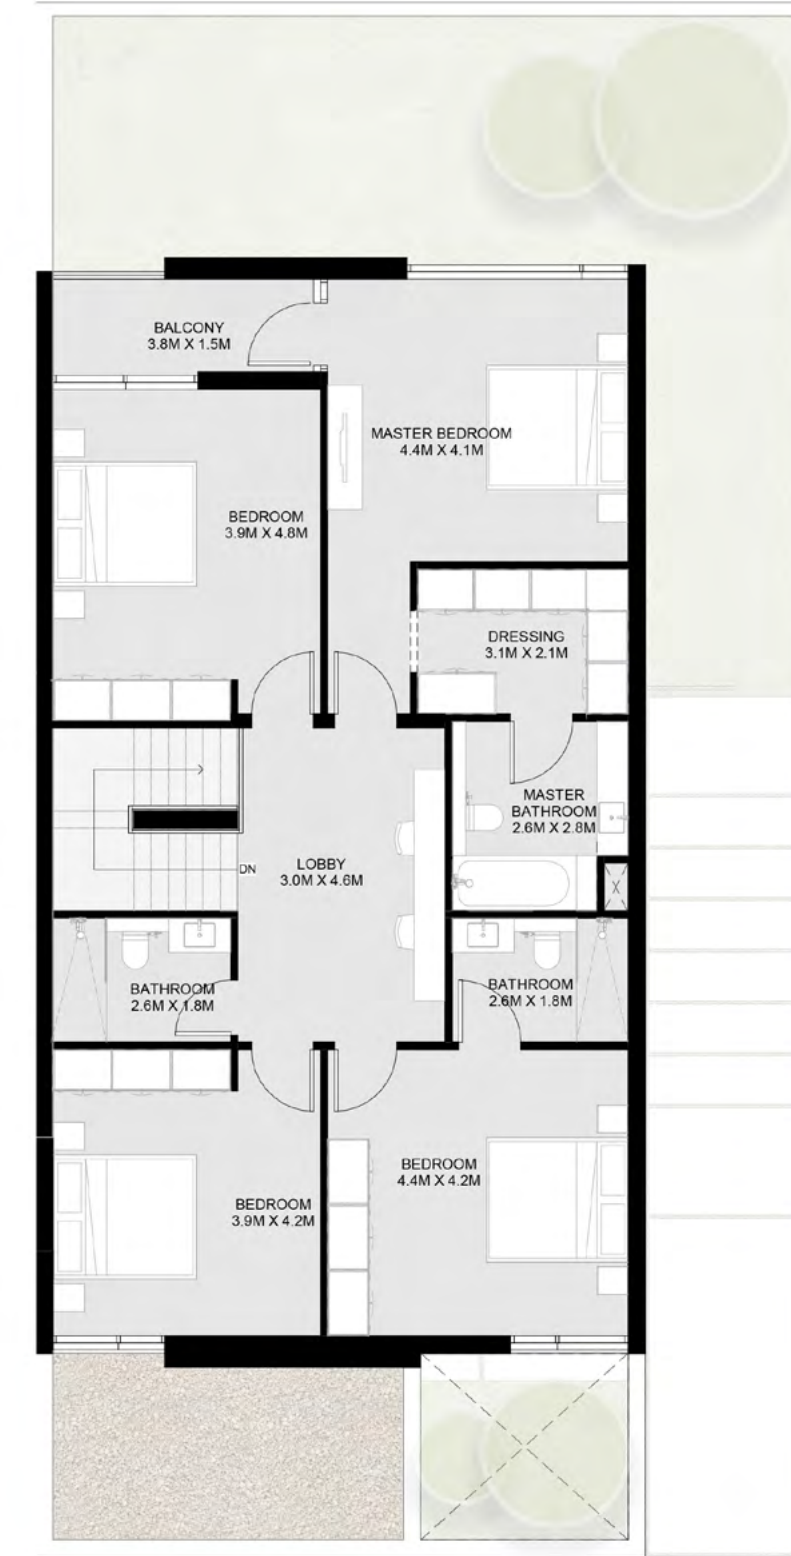 BALCONY
3.8M X 1.5M
MASTER BEDROOM
4.4M X 4.1M
BEDROOM
3.9M X 4.8M
DRESSING
3.1M X 2.1M
MASTER
BATHROOM
2.6M X 2.8M
LOBBY
3.0M X 4.6M
DN
BATHROOM
2.6M X 1.8M
BATHROOM
2.6M X 1.8M
BEDROOM
4.4M X 4.2M
BEDROOM
3.9M X 4.2M